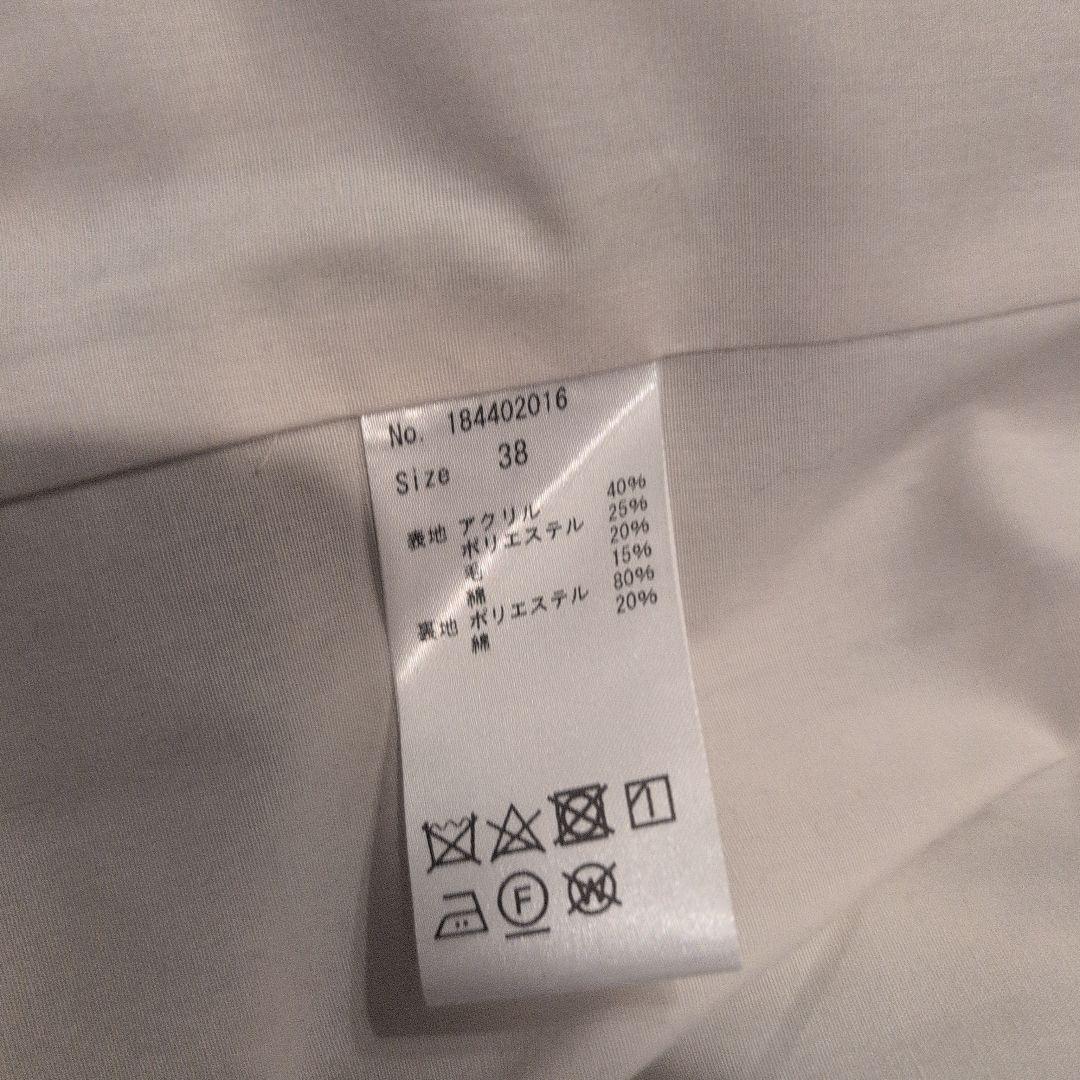 No. 184402016
Size 38
表地 アクリル 40%
ポリエステル 25%
毛 20%
綿 15%
裏地 ポリエステル 80%
綿 20%
F W